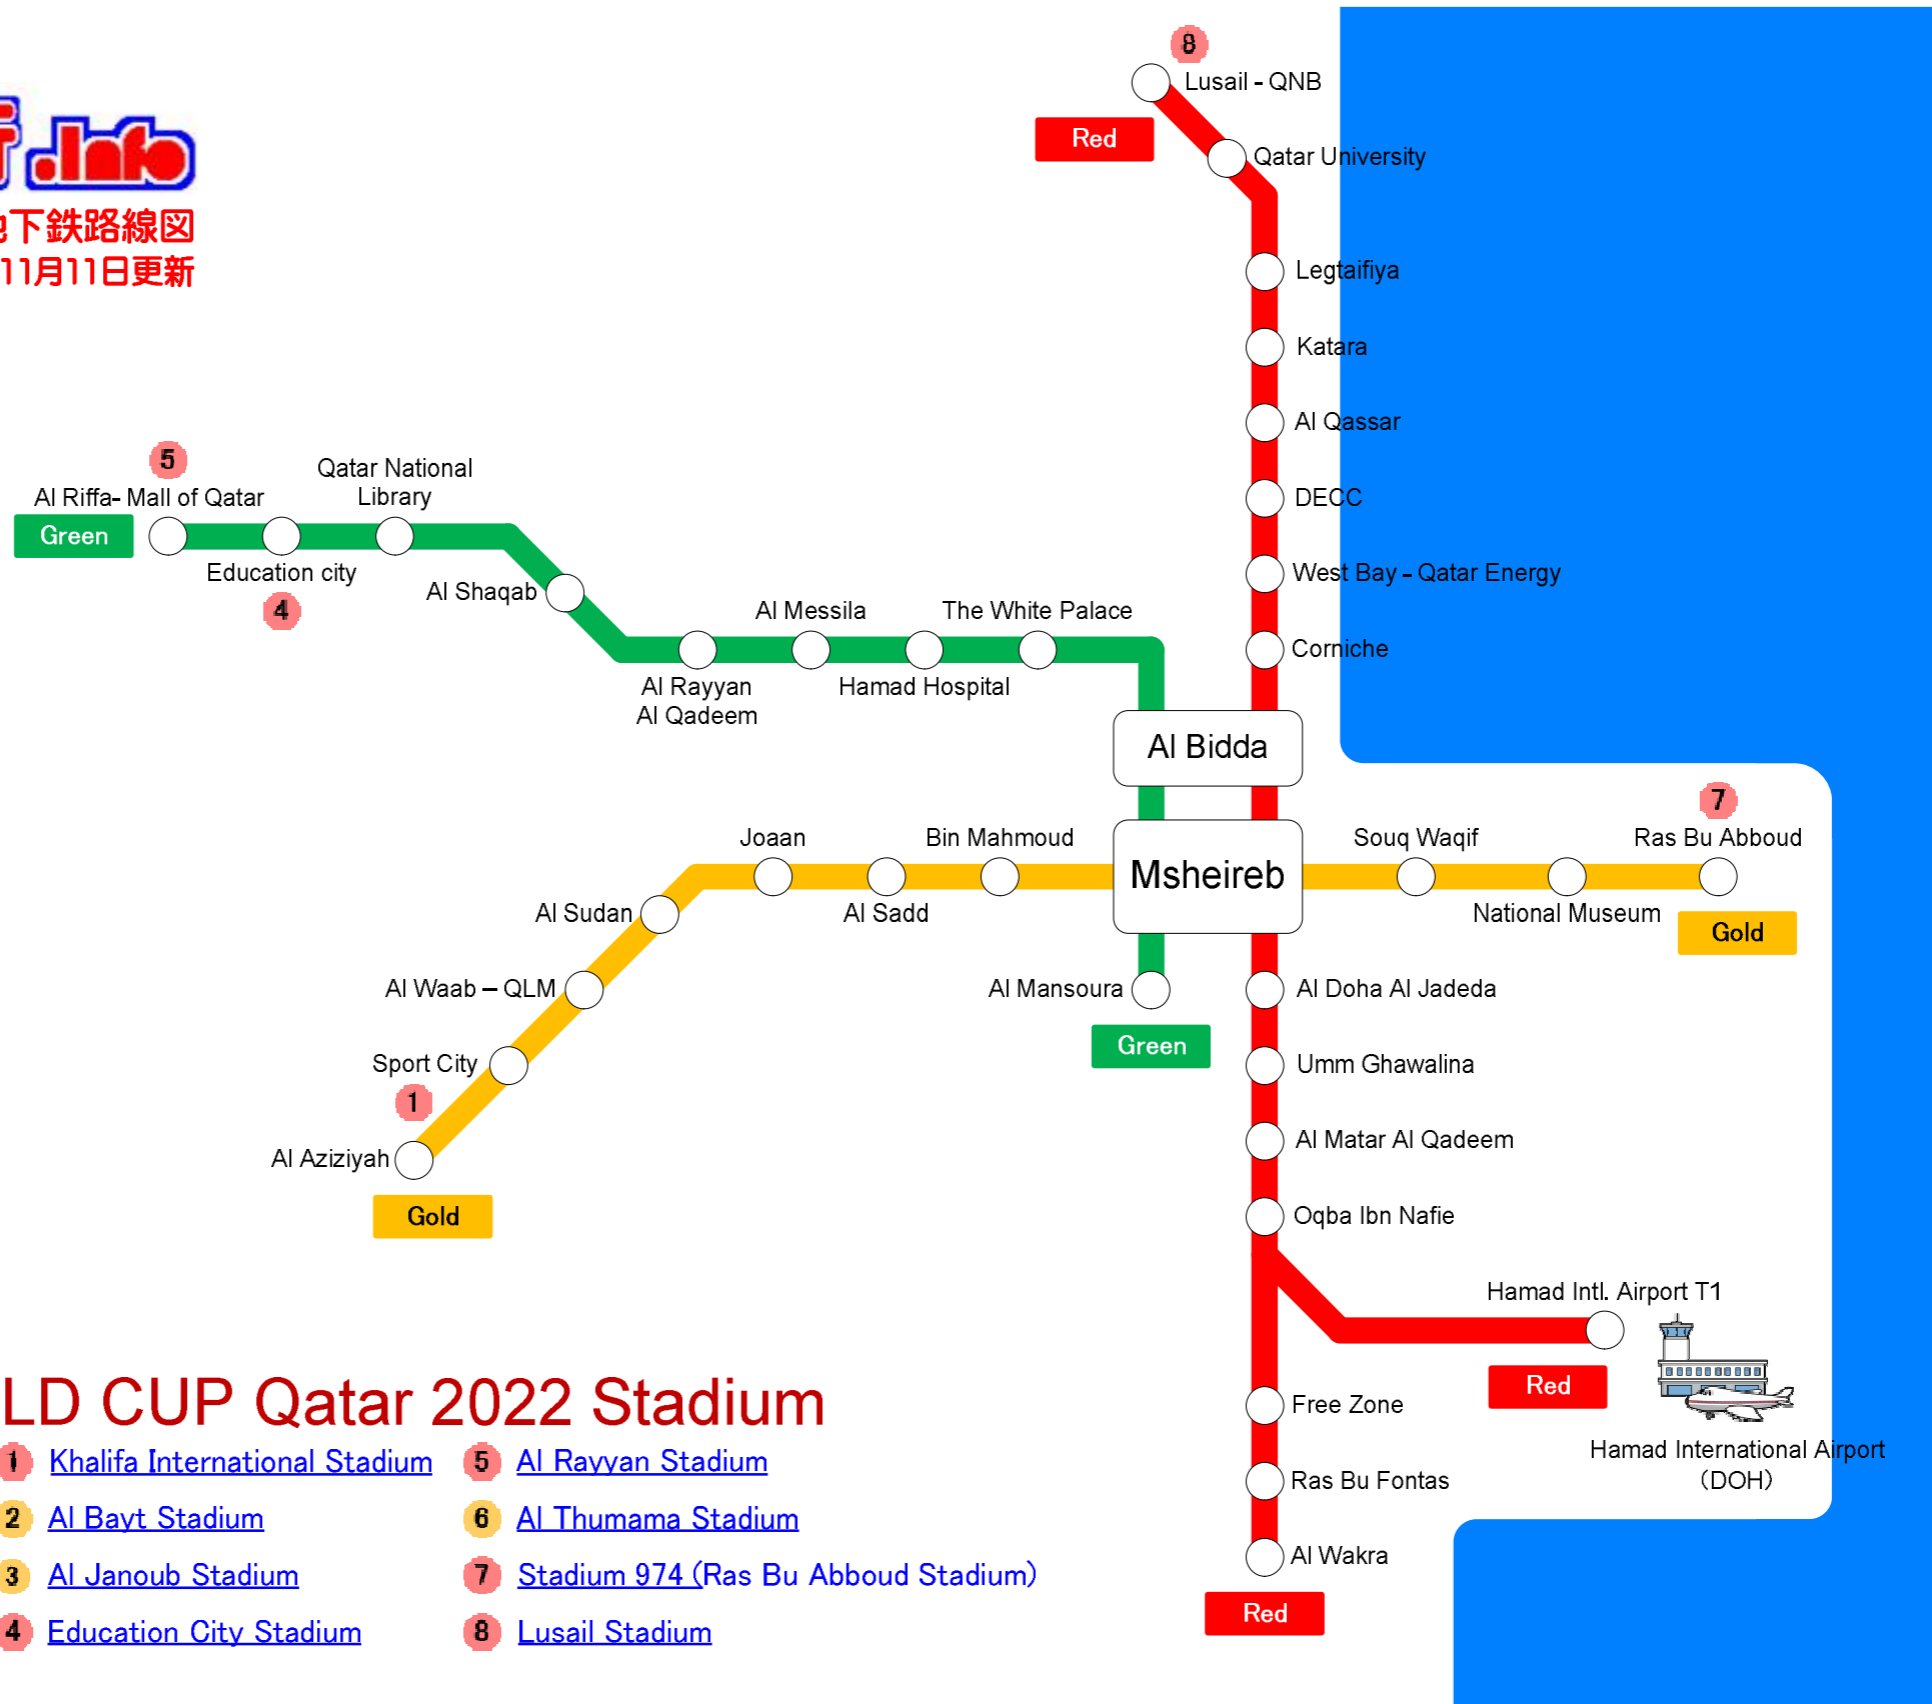 8
Lusail - QNB
Red
Qatar University
.Info
下鉄路線図
11月11日更新
Legtaifiya
Katara
Al Qassar
DECC
West Bay - Qatar Energy
Corniche
5
Al Riffa- Mall of Qatar
Green
Qatar National
Library
Education city
4
Al Shaqab
Al Rayyan
Al Qadeem
Al Messila
Hamad Hospital
The White Palace
Al Bidda
Msheireb
Joaan
Al Sadd
Bin Mahmoud
Souq Waqif
National Museum
7
Ras Bu Abboud
Gold
Al Sudan
Al Waab – QLM
Sport City
1
Al Aziziyah
Gold
Al Mansoura
Green
Al Doha Al Jadeda
Umm Ghawalina
Al Matar Al Qadeem
Oqba Ibn Nafie
Hamad Intl. Airport T1
Red
Hamad International Airport
(DOH)
Free Zone
Ras Bu Fontas
Al Wakra
Red
LD CUP Qatar 2022 Stadium
1 Khalifa International Stadium
2 Al Bayt Stadium
3 Al Janoub Stadium
4 Education City Stadium
5 Al Rayyan Stadium
6 Al Thumama Stadium
7 Stadium 974 (Ras Bu Abboud Stadium)
8 Lusail Stadium